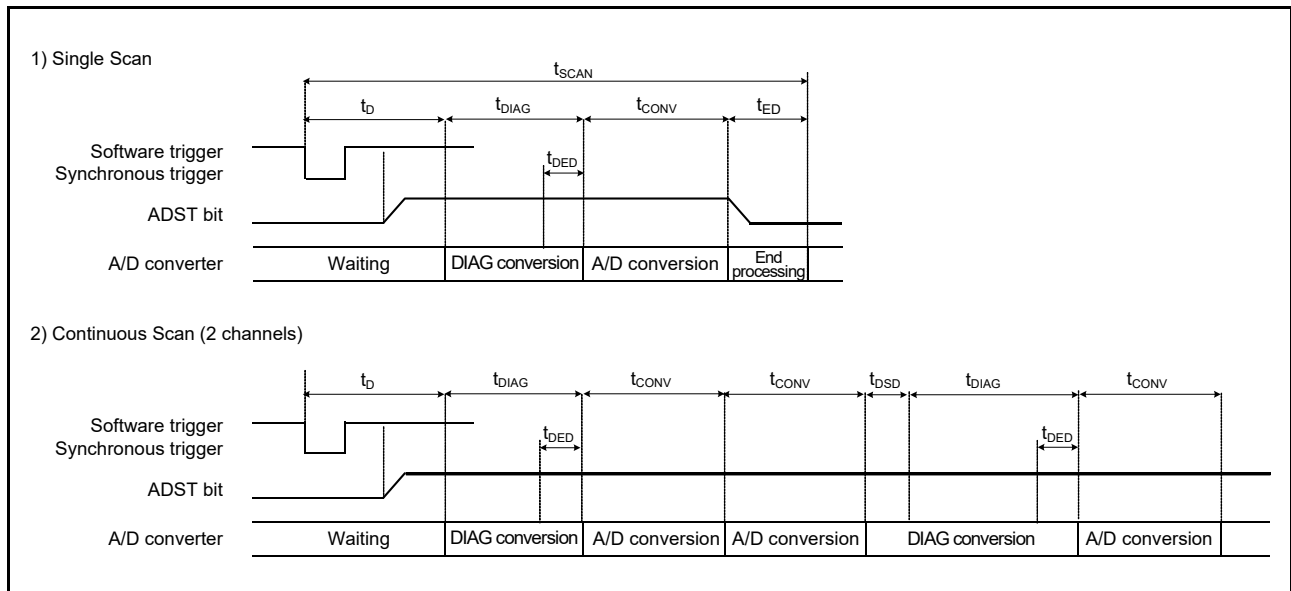 1) Single Scan
tSCAN
tD tDIAG tCONV tED
Software trigger
Synchronous trigger
tDED
ADST bit
A/D converter Waiting DIAG conversion A/D conversion End processing
2) Continuous Scan (2 channels)
tD tDIAG tCONV tCONV tDSD tDIAG tCONV
Software trigger
Synchronous trigger
tDED tDED
ADST bit
A/D converter Waiting DIAG conversion A/D conversion A/D conversion DIAG conversion A/D conversion